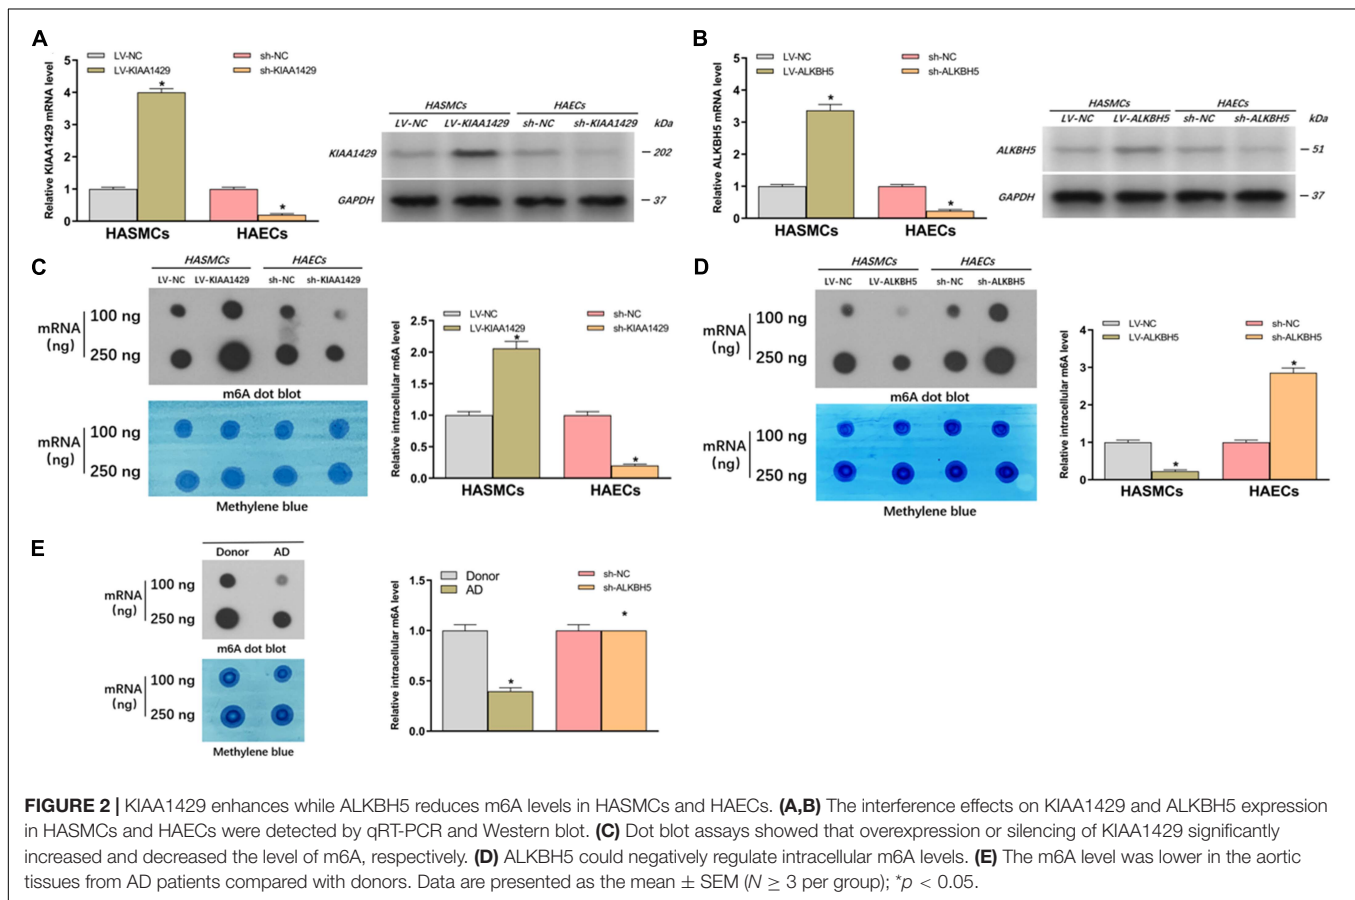 A
LV-NC
LV-KIAA1429
sh-NC
sh-KIAA1429
Relative KIAA1429 mRNA level
5
4
3
2
1
0
*
*
HASMCs HAECs
HASMCs HAECs
LV-NC LV-KIAA1429 sh-NC sh-KIAA1429 kDa
KIAA1429 – 202
GAPDH – 37
B
LV-NC
LV-ALKBH5
sh-NC
sh-ALKBH5
Relative ALKBH5 mRNA level
5
4
3
2
1
0
*
*
HASMCs HAECs
HASMCs HAECs
LV-NC LV-ALKBH5 sh-NC sh-ALKBH5 kDa
ALKBH5 – 51
GAPDH – 37
C
HASMCs HAECs
LV-NC LV-KIAA1429 sh-NC sh-KIAA1429
mRNA (ng)
100 ng
250 ng
m6A dot blot
mRNA (ng)
100 ng
250 ng
Methylene blue
LV-NC
LV-KIAA1429
sh-NC
sh-KIAA1429
Relative intracellular m6A level
2.5
2.0
1.5
1.0
0.5
0.0
*
*
HASMCs HAECs
D
HASMCs HAECs
LV-NC LV-ALKBH5 sh-NC sh-ALKBH5
mRNA (ng)
100 ng
250 ng
m6A dot blot
mRNA (ng)
100 ng
250 ng
Methylene blue
LV-NC
LV-ALKBH5
sh-NC
sh-ALKBH5
Relative intracellular m6A level
4
3
2
1
0
*
*
HASMCs HAECs
E
Donor AD
mRNA (ng)
100 ng
250 ng
m6A dot blot
mRNA (ng)
100 ng
250 ng
Methylene blue
Donor
AD
sh-NC
sh-ALKBH5
Relative intracellular m6A level
1.5
1.0
0.5
0.0
*
*
FIGURE 2 | KIAA1429 enhances while ALKBH5 reduces m6A levels in HASMCs and HAECs. (A,B) The interference effects on KIAA1429 and ALKBH5 expression
in HASMCs and HAECs were detected by qRT-PCR and Western blot. (C) Dot blot assays showed that overexpression or silencing of KIAA1429 significantly
increased and decreased the level of m6A, respectively. (D) ALKBH5 could negatively regulate intracellular m6A levels. (E) The m6A level was lower in the aortic
tissues from AD patients compared with donors. Data are presented as the mean ± SEM (N ≥ 3 per group); *p < 0.05.